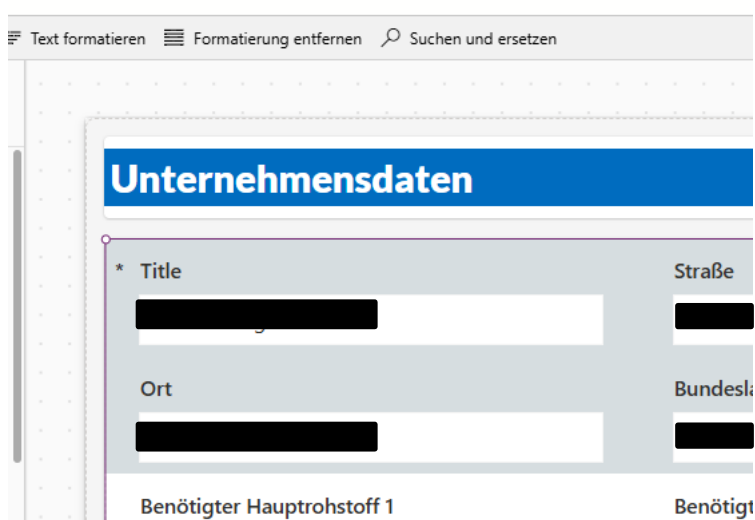 Text formatieren Formatierung entfernen Suchen und ersetzen
Unternehmensdaten
* Title Straße
Ort
Benötigter Hauptrohstoff 1